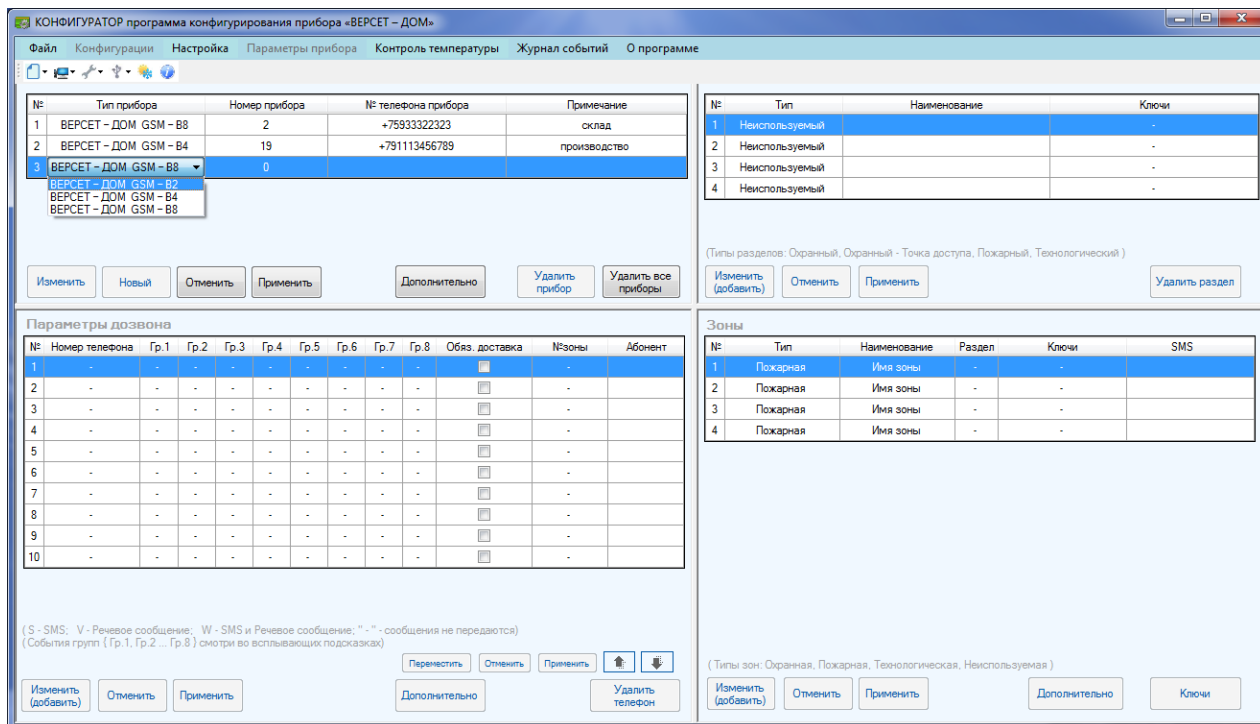 КОНФИГУРАТОР программа конфигурирования прибора «ВЕРСЕТ – ДОМ»
Файл Конфигурации Настройка Параметры прибора Контроль температуры Журнал событий О программе
№ Тип прибора Номер прибора № телефона прибора Примечание
1 ВЕРСЕТ – ДОМ GSM – В8 2 +75933322323 склад
2 ВЕРСЕТ – ДОМ GSM – В4 19 +791113456789 производство
3 ВЕРСЕТ – ДОМ GSM – В8 0
ВЕРСЕТ – ДОМ GSM – В2
ВЕРСЕТ – ДОМ GSM – В4
ВЕРСЕТ – ДОМ GSM – В8
Изменить Новый Отменить Применить Дополнительно Удалить прибор Удалить все приборы
№ Тип Наименование Ключи
1 Неиспользуемый -
2 Неиспользуемый -
3 Неиспользуемый -
4 Неиспользуемый -
(Типы разделов: Охранный, Охранный - Точка доступа, Пожарный, Технологический )
Изменить (добавить) Отменить Применить Удалить раздел
Параметры дозвона
№ Номер телефона Гр.1 Гр.2 Гр.3 Гр.4 Гр.5 Гр.6 Гр.7 Гр.8 Обяз. доставка №зоны Абонент
1 - - - - - - - - - -
2 - - - - - - - - - -
3 - - - - - - - - - -
4 - - - - - - - - - -
5 - - - - - - - - - -
6 - - - - - - - - - -
7 - - - - - - - - - -
8 - - - - - - - - - -
9 - - - - - - - - - -
10 - - - - - - - - - -
( S - SMS; V - Речевое сообщение; W - SMS и Речевое сообщение; " - " - сообщения не передаются)
(События групп { Гр.1, Гр.2 ... Гр.8 } смотри во всплывающих подсказках)
Переместить Отменить Применить
Изменить (добавить) Отменить Применить Дополнительно Удалить телефон
Зоны
№ Тип Наименование Раздел Ключи SMS
1 Пожарная Имя зоны - -
2 Пожарная Имя зоны - -
3 Пожарная Имя зоны - -
4 Пожарная Имя зоны - -
( Типы зон: Охранная, Пожарная, Технологическая, Неиспользуемая )
Изменить (добавить) Отменить Применить Дополнительно Ключи